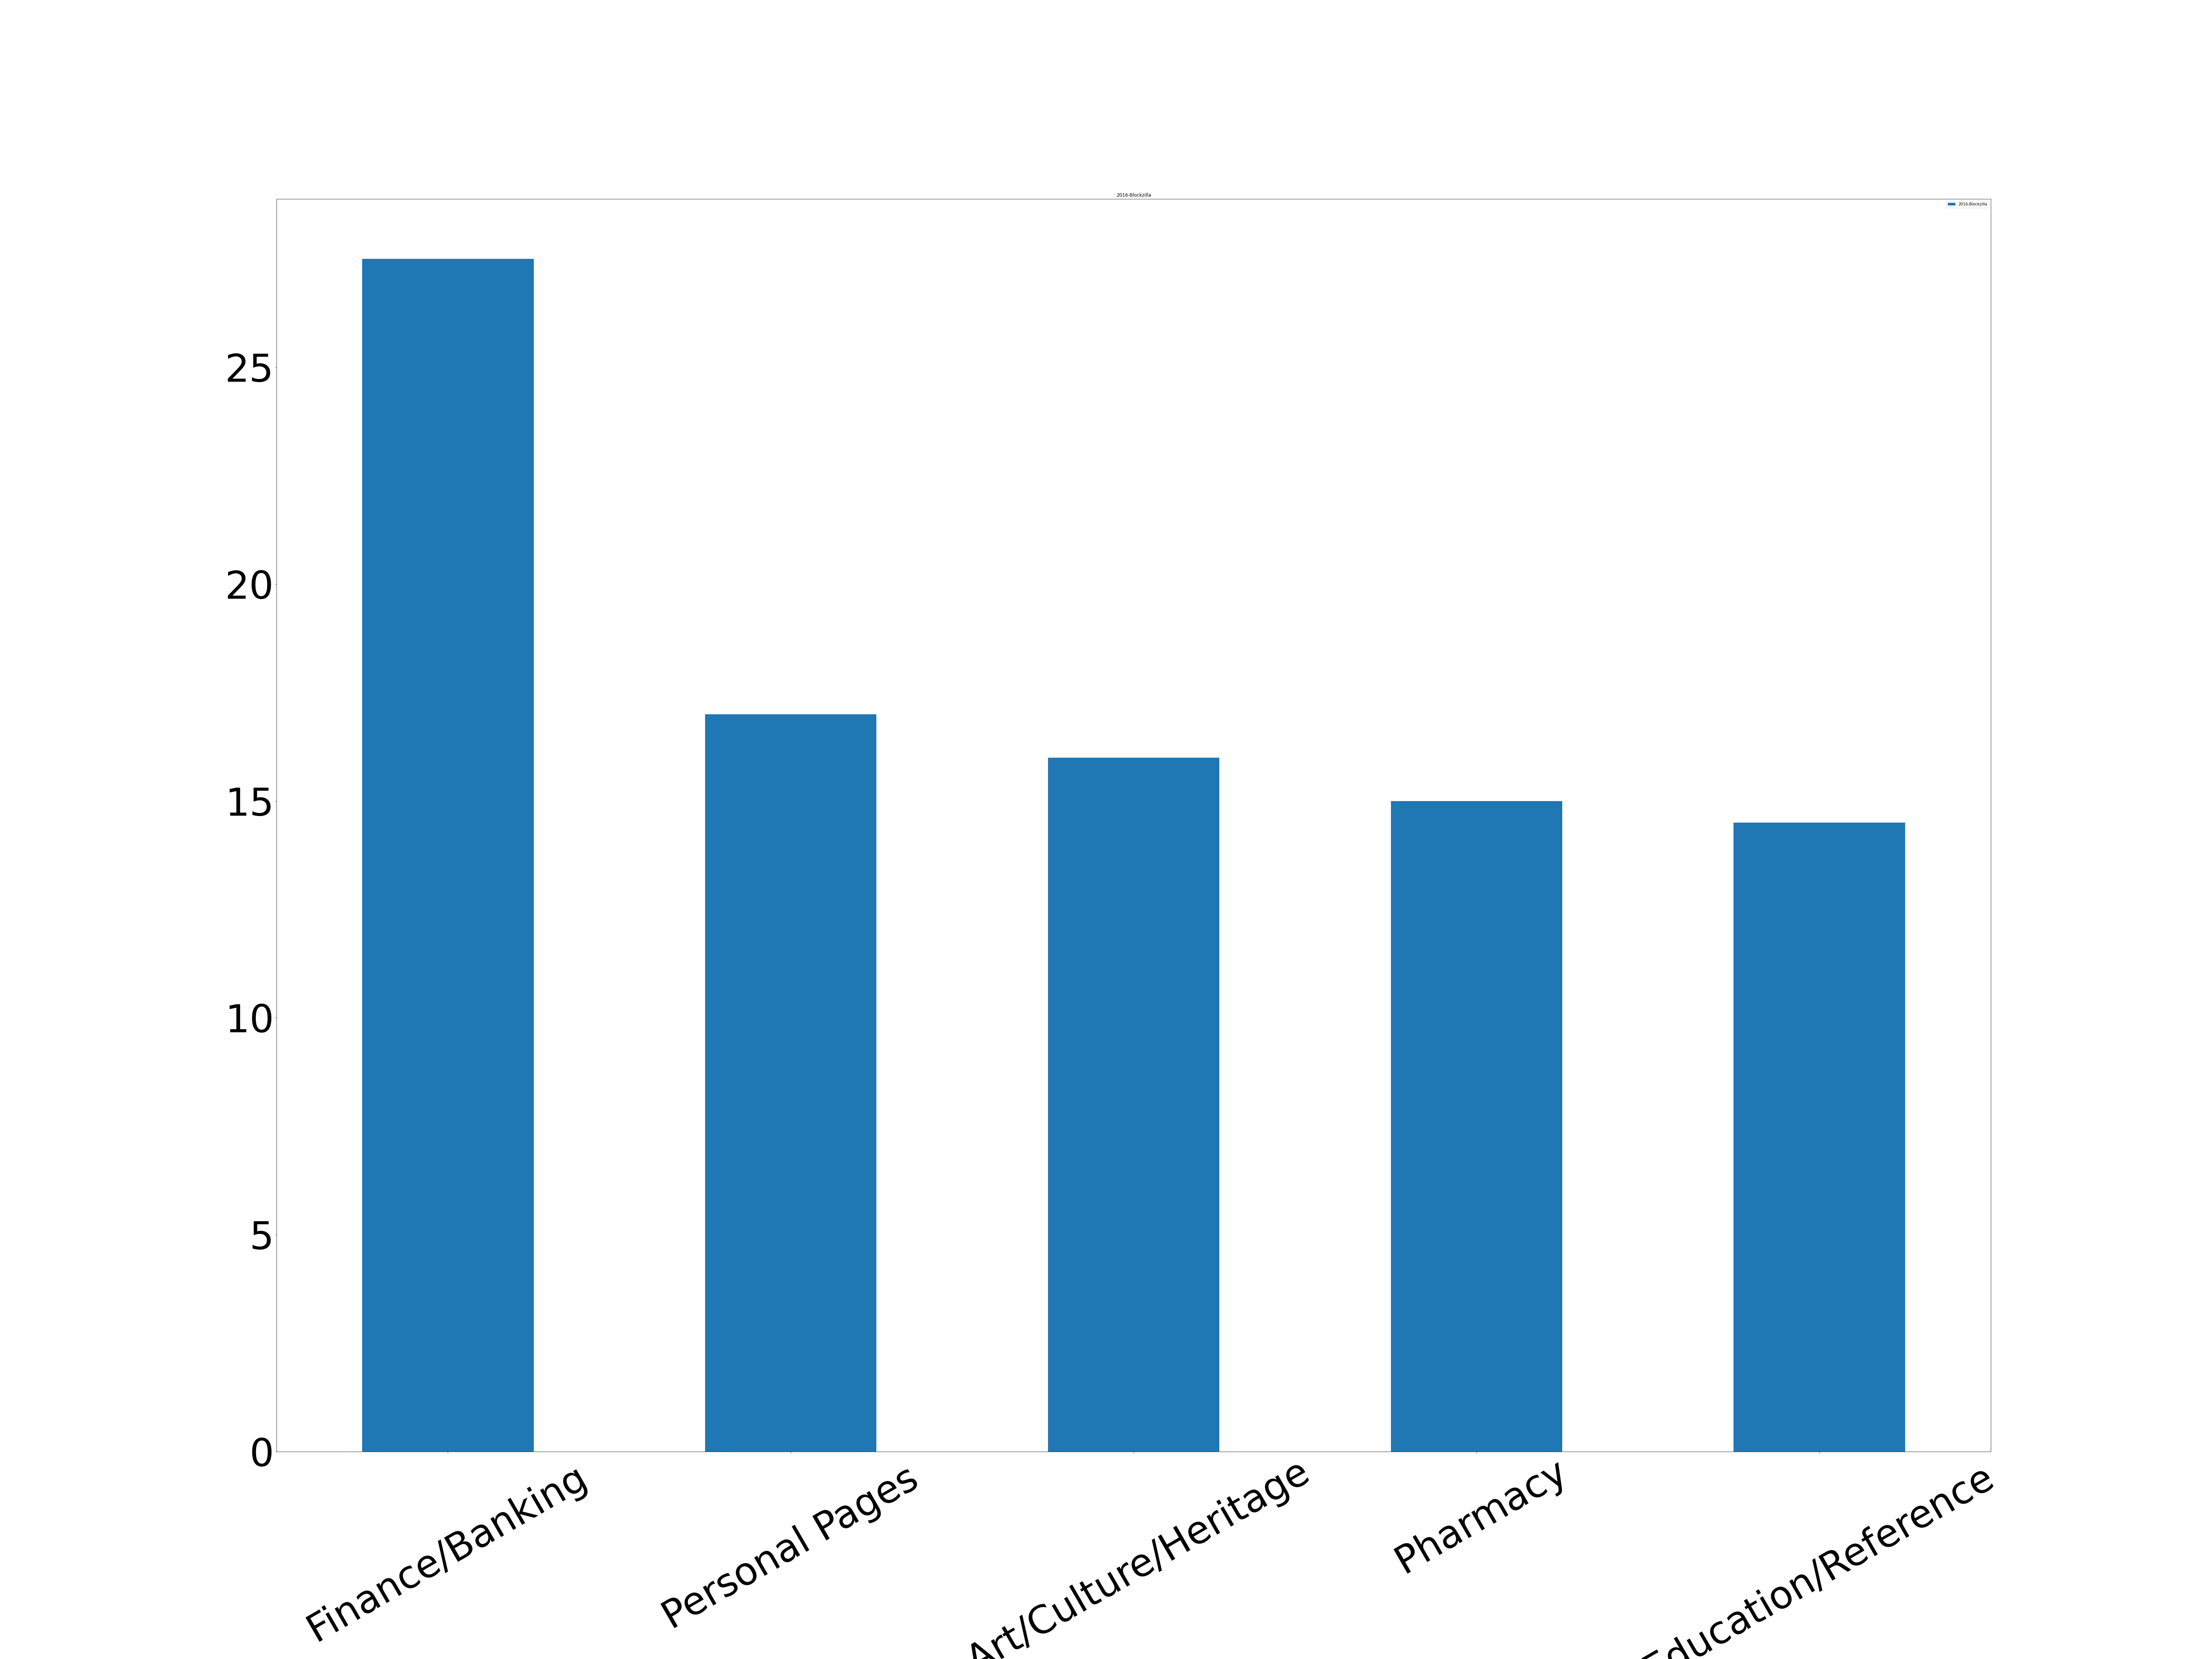 2016-Blockzilla
2016-Blockzilla
25
20
15
10
5
0
Finance/Banking
Personal Pages
Art/Culture/Heritage
Pharmacy
Education/Reference